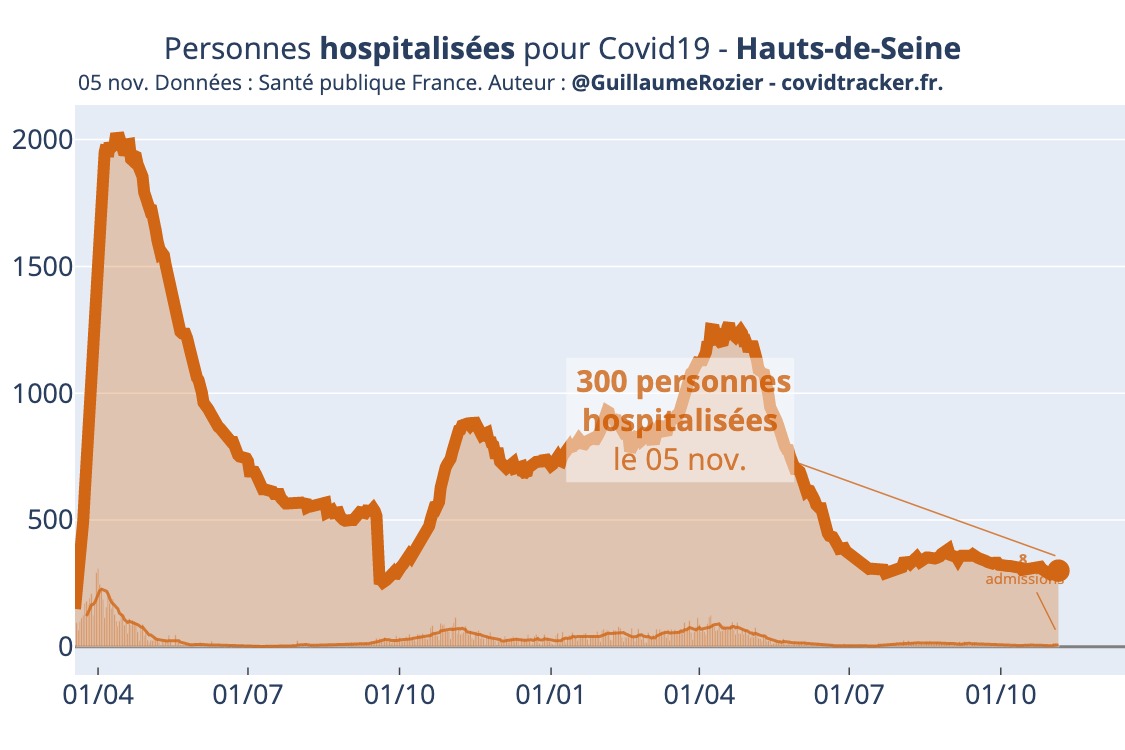 Personnes hospitalisées pour Covid19 - Hauts-de-Seine
05 nov. Données : Santé publique France. Auteur : @GuillaumeRozier - covidtracker.fr.
2000
1500
1000
500
0
300 personnes
hospitalisées
le 05 nov.
8
admissions
01/04 01/07 01/10 01/01 01/04 01/07 01/10